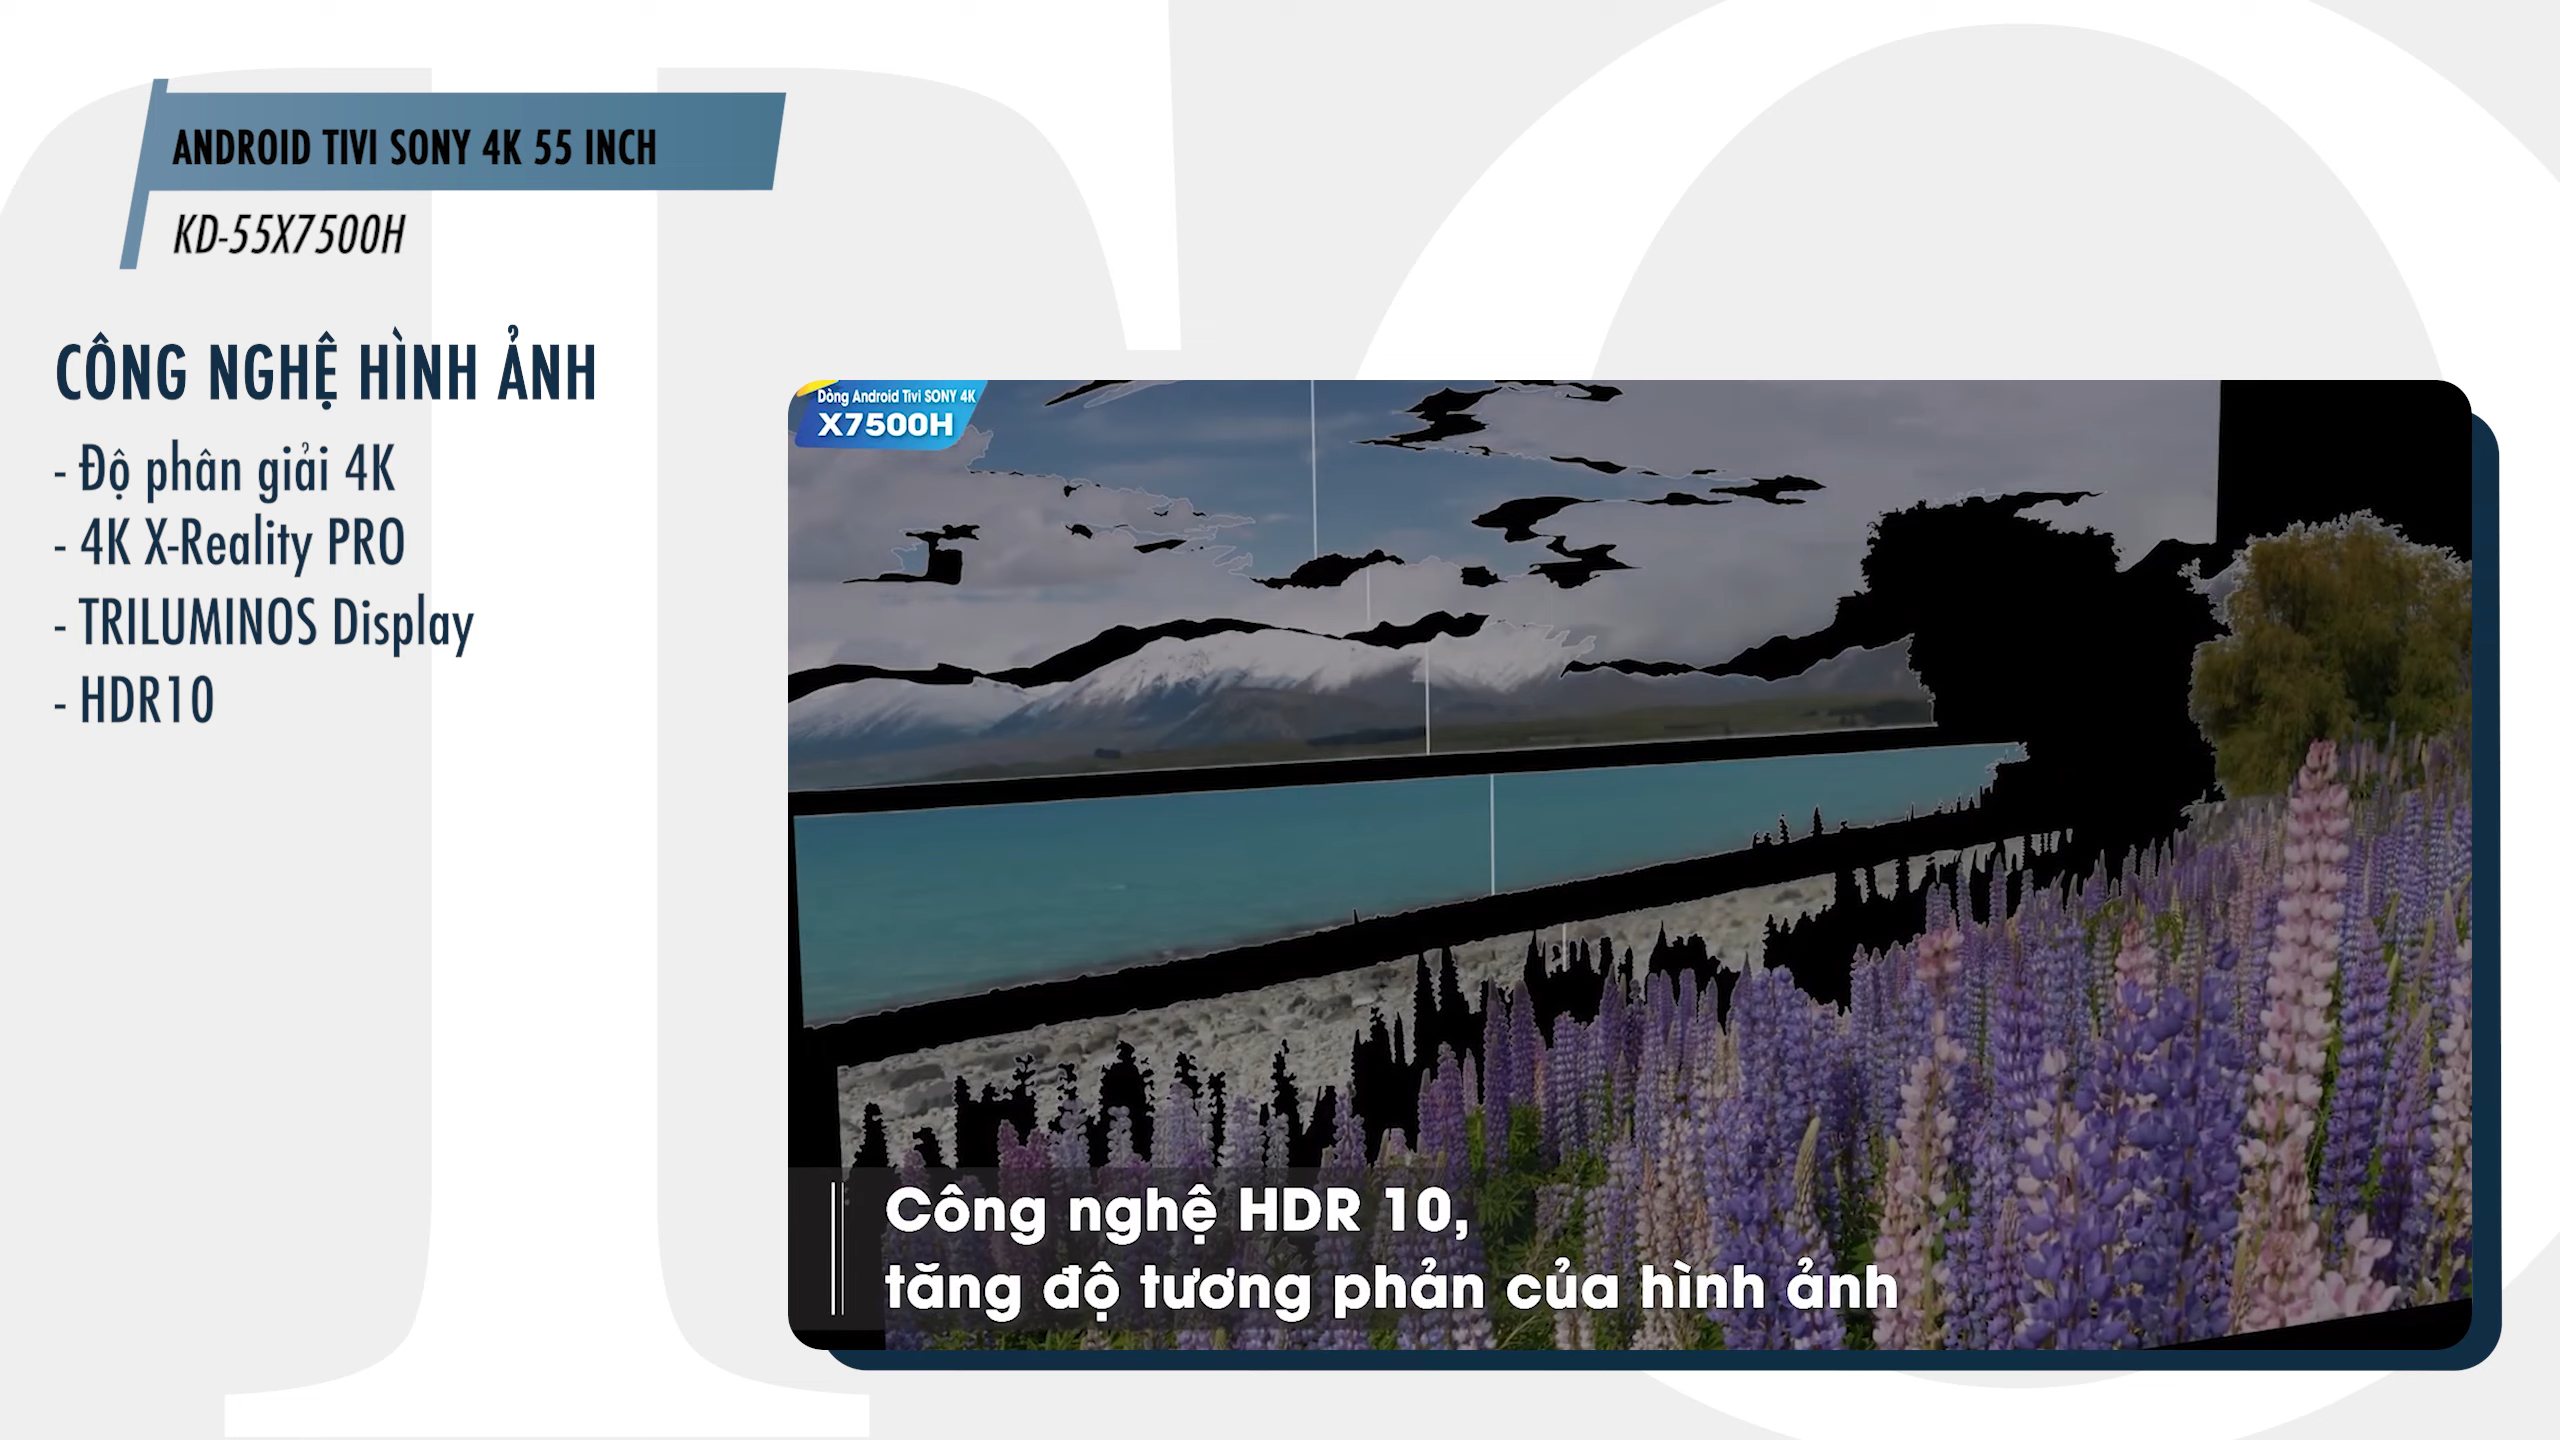 ANDROID TIVI SONY 4K 55 INCH
KD-55X7500H
CÔNG NGHỆ HÌNH ẢNH
- Độ phân giải 4K
- 4K X-Reality PRO
- TRILUMINOS Display
- HDR10
Dòng Android Tivi SONY 4K
X7500H
Công nghệ HDR 10,
tăng độ tương phản của hình ảnh